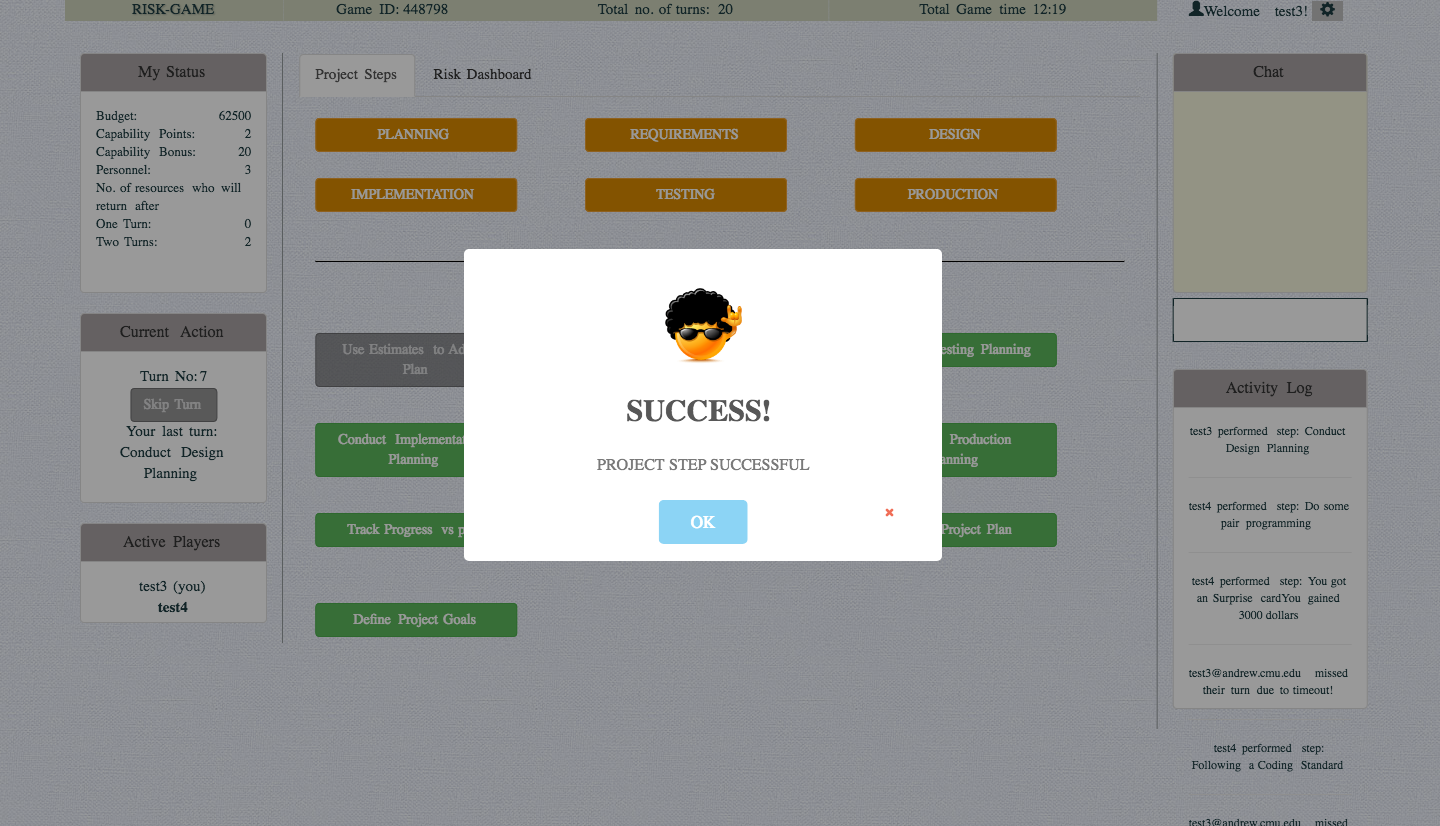 RISK-GAME
Game ID: 448798
Total no. of turns: 20
Total Game time 12:19
Welcome test3!
My Status
Budget: 62500
Capability Points: 2
Capability Bonus: 20
Personnel: 3
No. of resources who will
return after
One Turn: 0
Two Turns: 2
Current Action
Turn No: 7
Skip Turn
Your last turn:
Conduct Design
Planning
Active Players
test3 (you)
test4
Project Steps
Risk Dashboard
PLANNING
REQUIREMENTS
DESIGN
IMPLEMENTATION
TESTING
PRODUCTION
Use Estimates to Ad
Plan
esting Planning
Conduct Implementat
Planning
Production
anning
Track Progress vs p
Project Plan
Define Project Goals
SUCCESS!
PROJECT STEP SUCCESSFUL
OK
Chat
Activity Log
test3 performed step: Conduct
Design Planning
test4 performed step: Do some
pair programming
test4 performed step: You got
an Surprise cardYou gained
3000 dollars
test3@andrew.cmu.edu missed
their turn due to timeout!
test4 performed step:
Following a Coding Standard
test3@andrew.cmu.edu missed